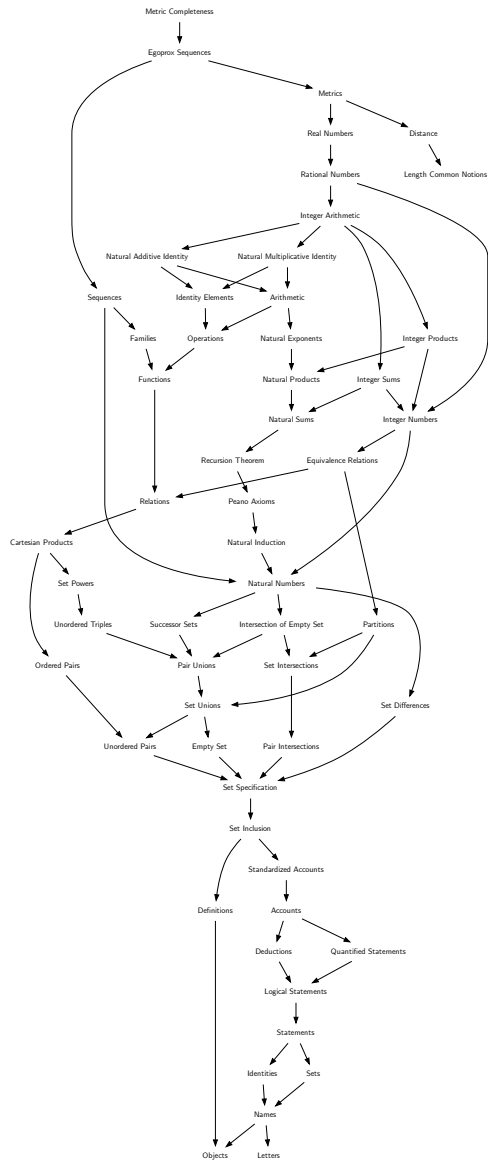 Metric Completeness
Egoprox Sequences
Metrics
Real Numbers
Distance
Rational Numbers
Length Common Notions
Integer Arithmetic
Natural Additive Identity
Natural Multiplicative Identity
Sequences
Identity Elements
Arithmetic
Families
Operations
Natural Exponents
Integer Products
Functions
Natural Products
Integer Sums
Natural Sums
Integer Numbers
Recursion Theorem
Equivalence Relations
Relations
Peano Axioms
Cartesian Products
Natural Induction
Set Powers
Natural Numbers
Unordered Triples
Successor Sets
Intersection of Empty Set
Partitions
Ordered Pairs
Pair Unions
Set Intersections
Set Unions
Set Differences
Unordered Pairs
Empty Set
Pair Intersections
Set Specification
Set Inclusion
Standardized Accounts
Definitions
Accounts
Deductions
Quantified Statements
Logical Statements
Statements
Identities
Sets
Names
Objects
Letters